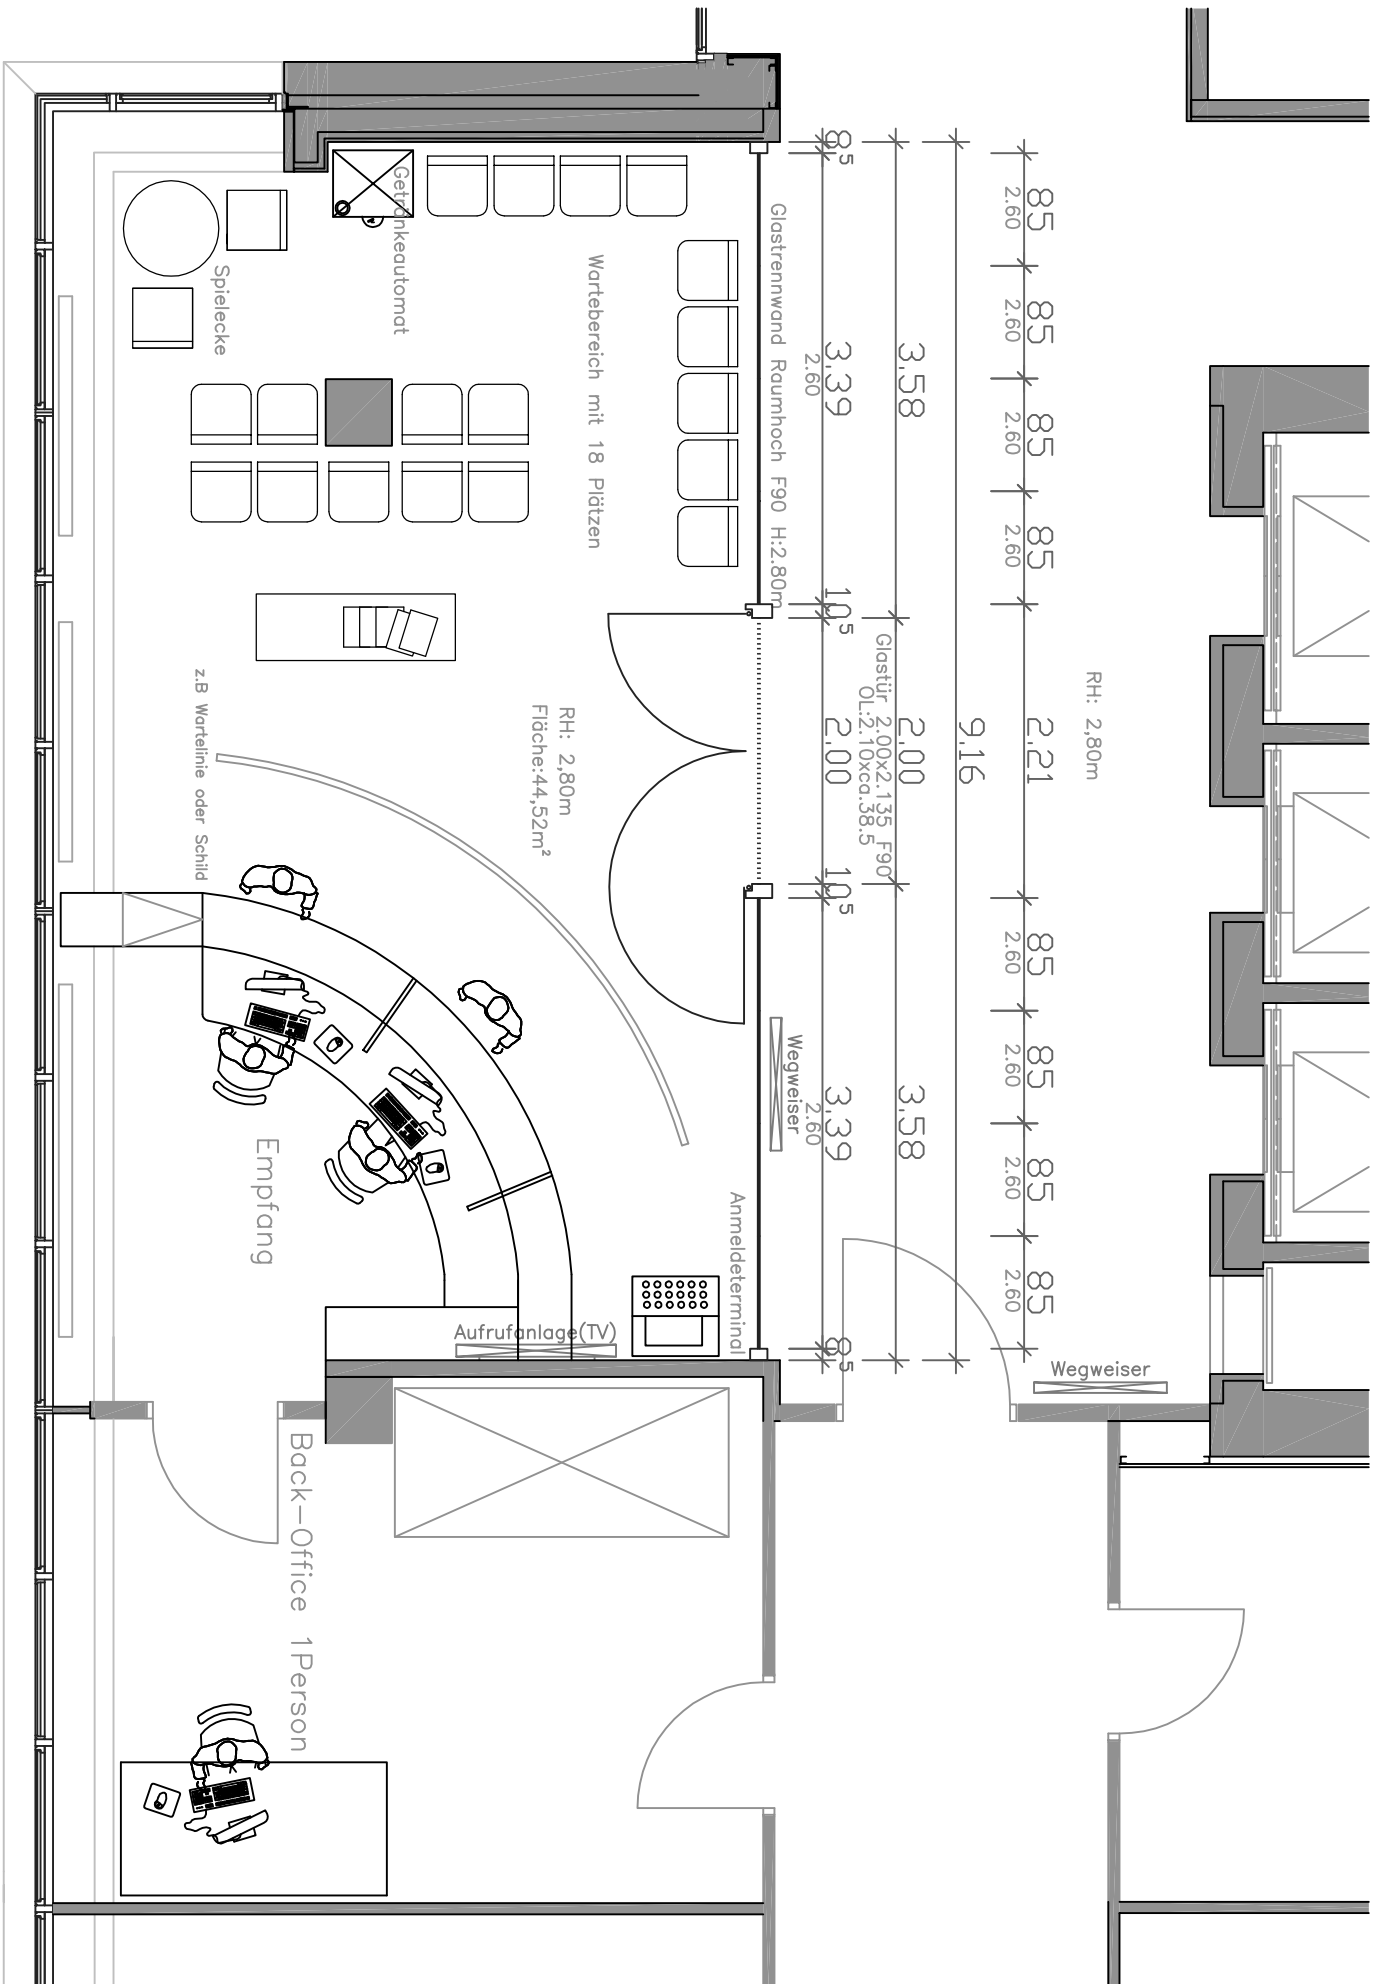 Getränkeautomat
Spielecke
Wartebereich mit 18 Plätzen
Glastrennwand Raumhoch F90 H:2.80m
z.B Wartelinie oder Schild
RH: 2,80m
Fläche:44,52m²
Glastür 2.00x2.135 F90
OL:2.10xca.38.5
RH: 2,80m
8⁵
3.39
2.60
10⁵
2.00
10⁵
3.39
2.60
8⁵
3.58
2.00
3.58
9.16
85
2.60
85
2.60
85
2.60
85
2.60
2.21
85
2.60
85
2.60
85
2.60
85
2.60
Wegweiser
Empfang
Anmeldeterminal
Aufrufanlage(TV)
Wegweiser
Back-Office 1Person